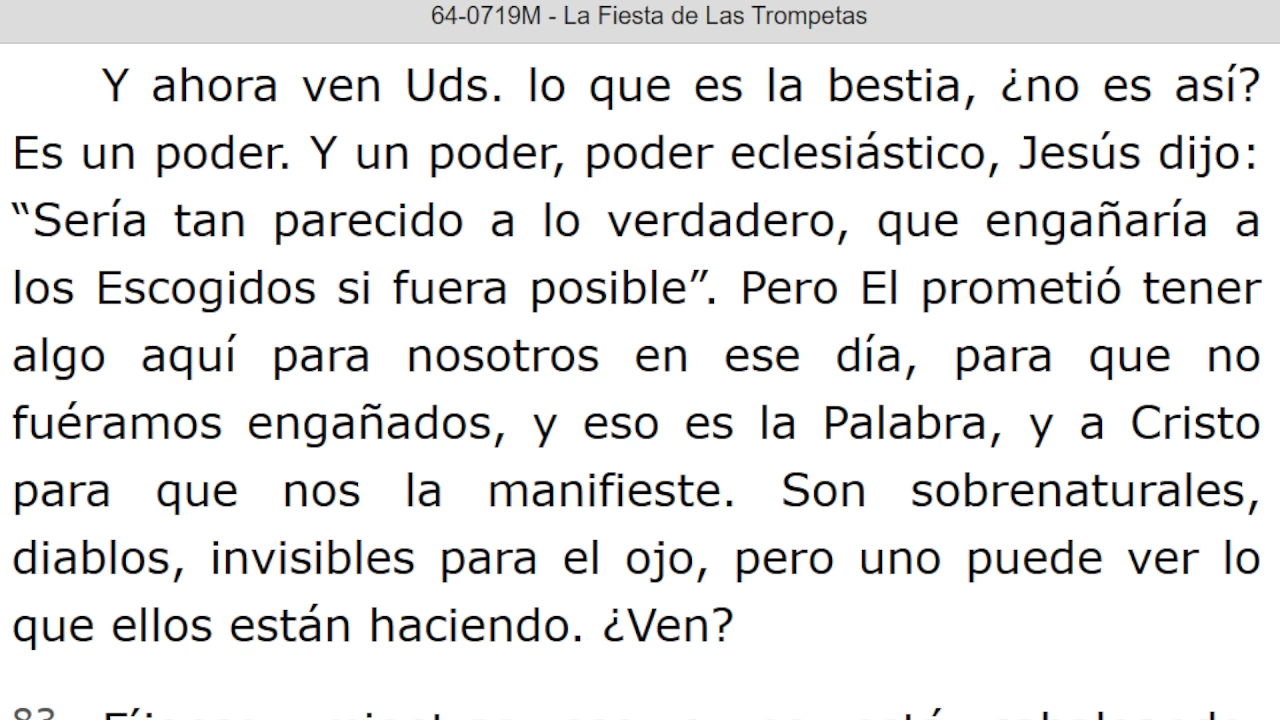 64-0719M - La Fiesta de Las Trompetas
Y ahora ven Uds. lo que es la bestia, ¿no es así?
Es un poder. Y un poder, poder eclesiástico, Jesús dijo:
“Sería tan parecido a lo verdadero, que engañaría a
los Escogidos si fuera posible”. Pero El prometió tener
algo aquí para nosotros en ese día, para que no
fuéramos engañados, y eso es la Palabra, y a Cristo
para que nos la manifieste. Son sobrenaturales,
diablos, invisibles para el ojo, pero uno puede ver lo
que ellos están haciendo. ¿Ven?
83